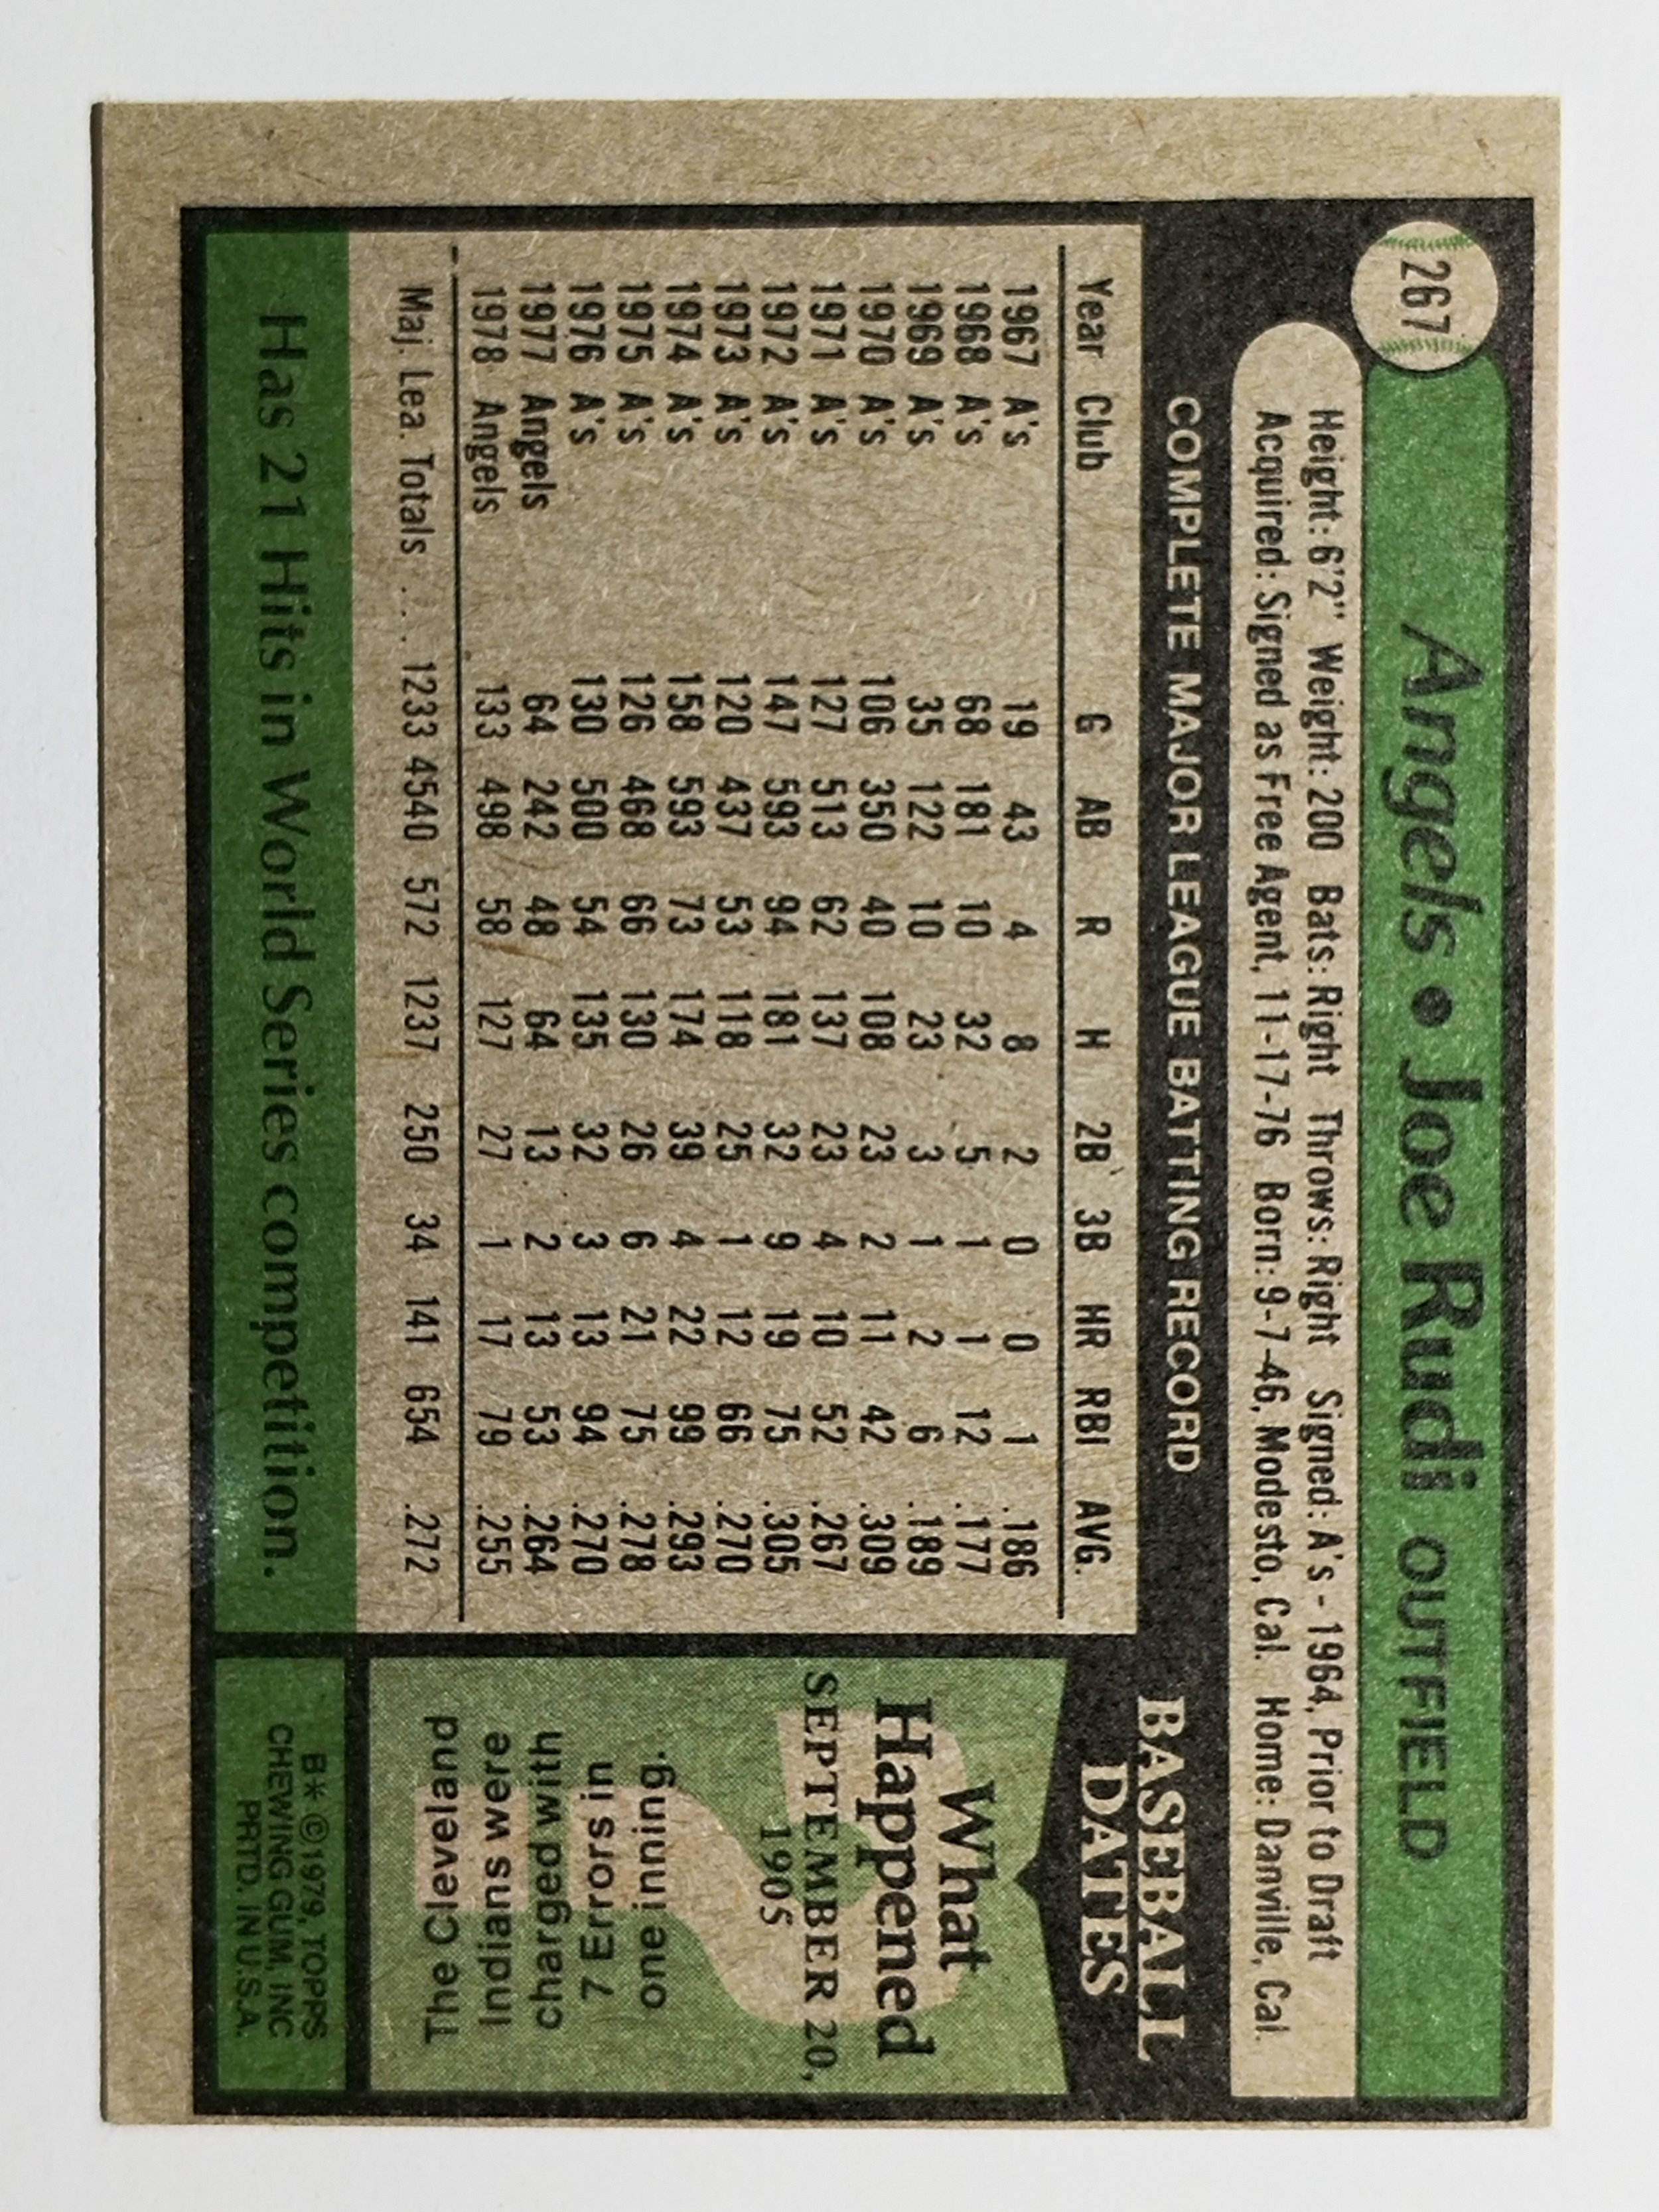 267
Angels • Joe Rudi OUTFIELD
Height: 6'2" Weight: 200 Bats: Right Throws: Right Signed: A's - 1964, Prior to Draft
Acquired: Signed as Free Agent, 11-17-76 Born: 9-7-46, Modesto, Cal. Home: Danville, Cal.
COMPLETE MAJOR LEAGUE BATTING RECORD
Year Club G AB R H 2B 3B HR RBI AVG.
1967 A's 19 43 4 8 2 0 0 1 .186
1968 A's 68 181 10 32 5 1 1 12 .177
1969 A's 35 122 10 23 3 1 2 6 .189
1970 A's 106 350 40 108 23 2 11 42 .309
1971 A's 127 513 62 137 23 4 10 52 .267
1972 A's 147 593 94 181 32 9 19 75 .305
1973 A's 120 437 53 118 25 1 12 66 .270
1974 A's 158 593 73 174 39 4 22 99 .293
1975 A's 126 468 66 130 26 6 21 75 .278
1976 A's 130 500 54 135 32 3 13 94 .270
1977 Angels 64 242 48 64 13 2 13 53 .264
1978 Angels 133 498 58 127 27 1 17 79 .255
Maj. Lea. Totals . . . 1233 4540 572 1237 250 34 141 654 .272
Has 21 Hits in World Series competition.
BASEBALL
DATES
What
Happened
SEPTEMBER 20,
1905
The Cleveland
Indians were
charged with
7 Errors in
one inning.
B* ©1979, TOPPS
CHEWING GUM, INC
PRTD. IN U.S.A.